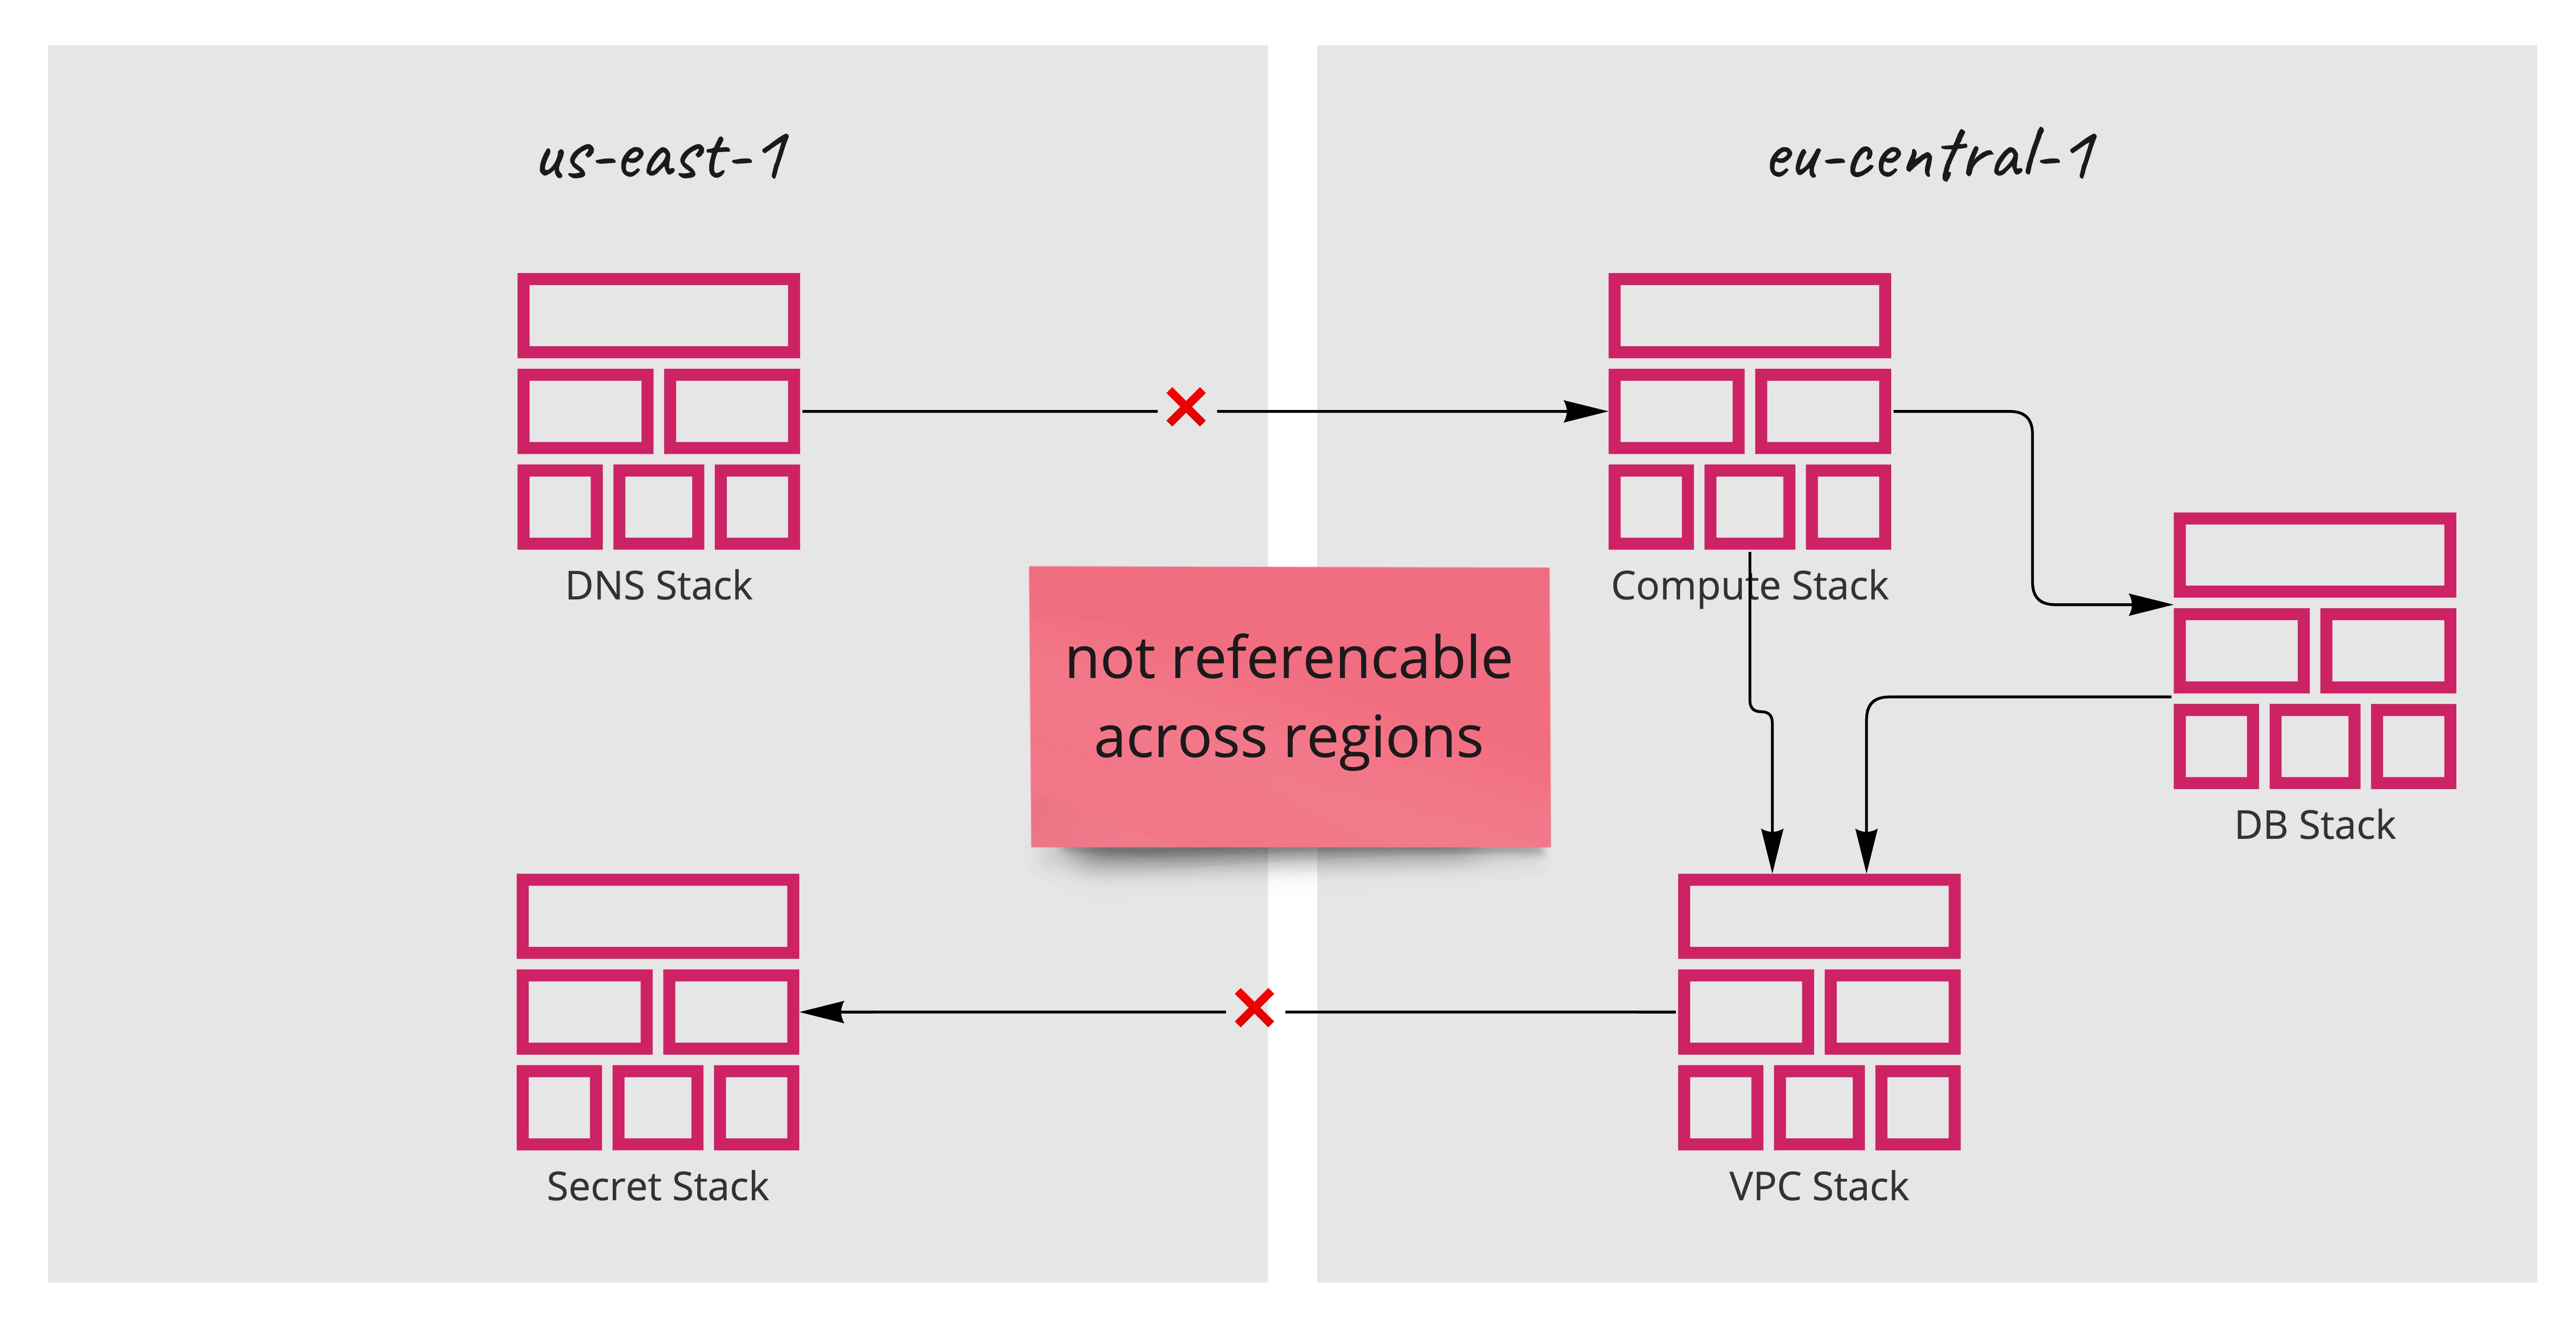 us-east-1
eu-central-1
DNS Stack
Compute Stack
not referencable
across regions
DB Stack
Secret Stack
VPC Stack